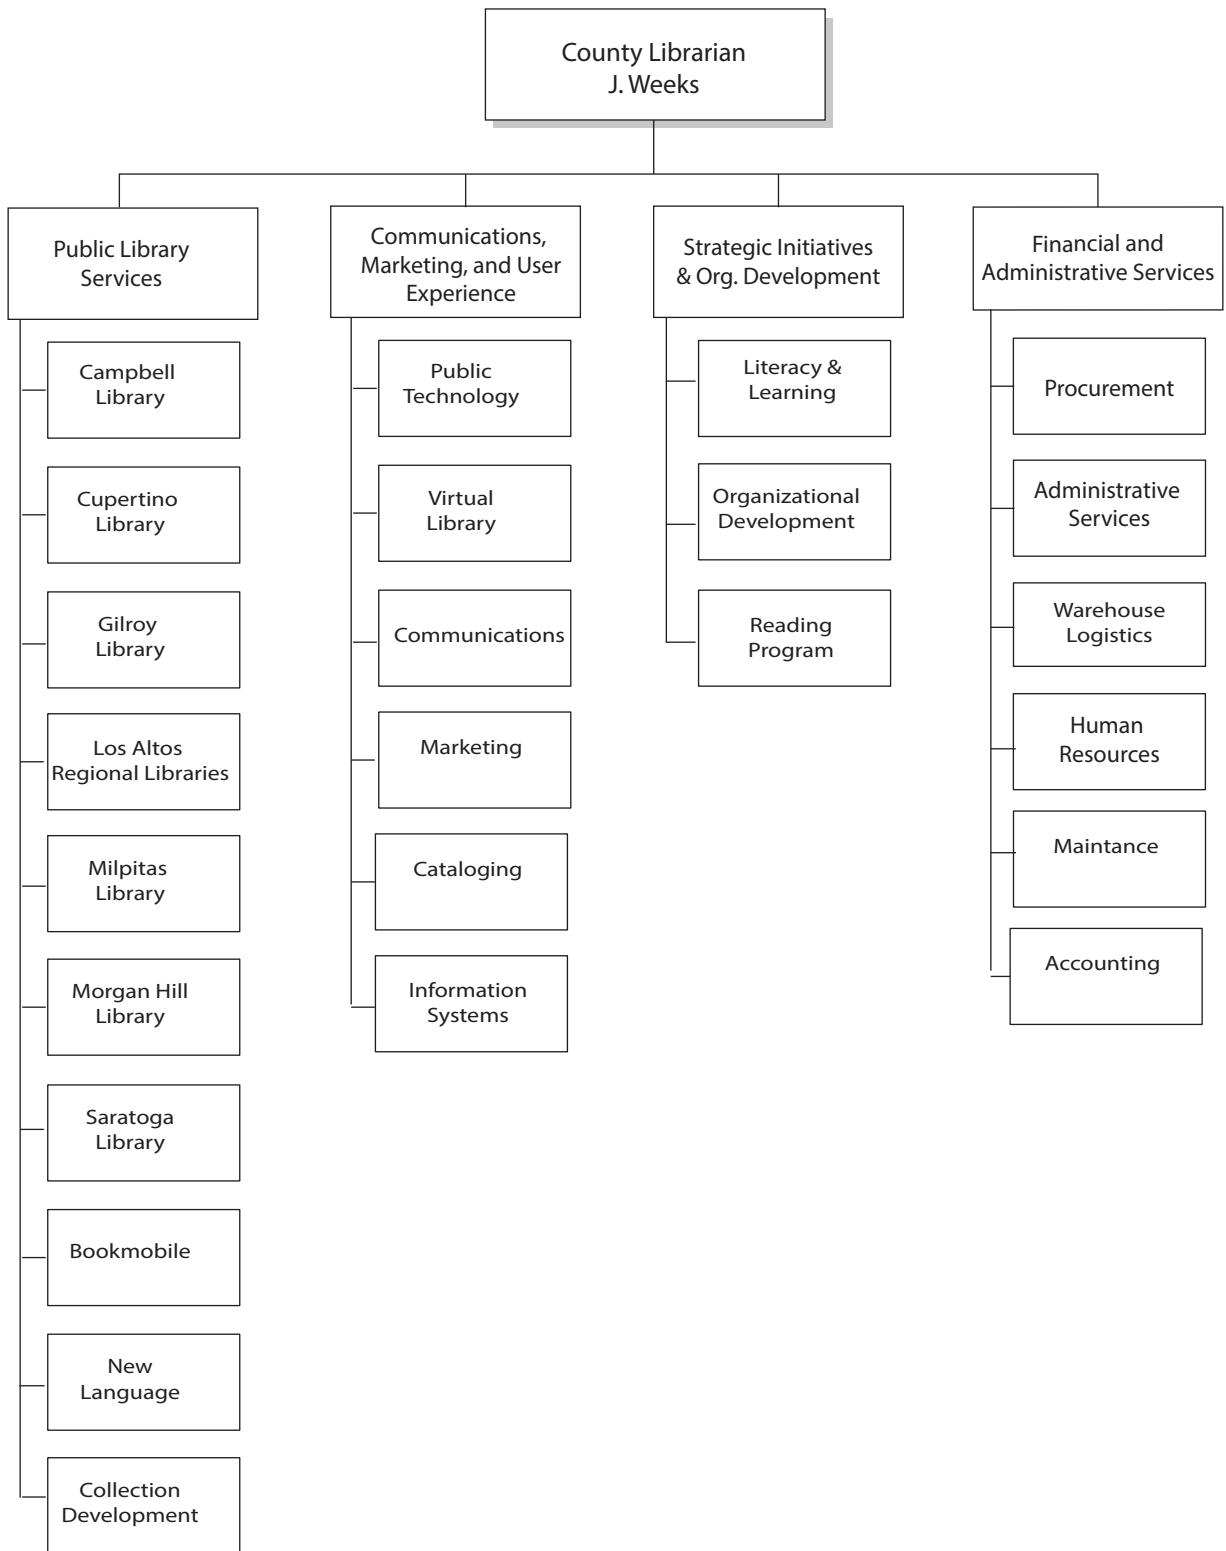 County Librarian
J. Weeks
Public Library
Services
Campbell
Library
Cupertino
Library
Gilroy
Library
Los Altos
Regional Libraries
Milpitas
Library
Morgan Hill
Library
Saratoga
Library
Bookmobile
New
Language
Collection
Development
Communications,
Marketing, and User
Experience
Public
Technology
Virtual
Library
Communications
Marketing
Cataloging
Information
Systems
Strategic Initiatives
& Org. Development
Literacy &
Learning
Organizational
Development
Reading
Program
Financial and
Administrative Services
Procurement
Administrative
Services
Warehouse
Logistics
Human
Resources
Maintance
Accounting